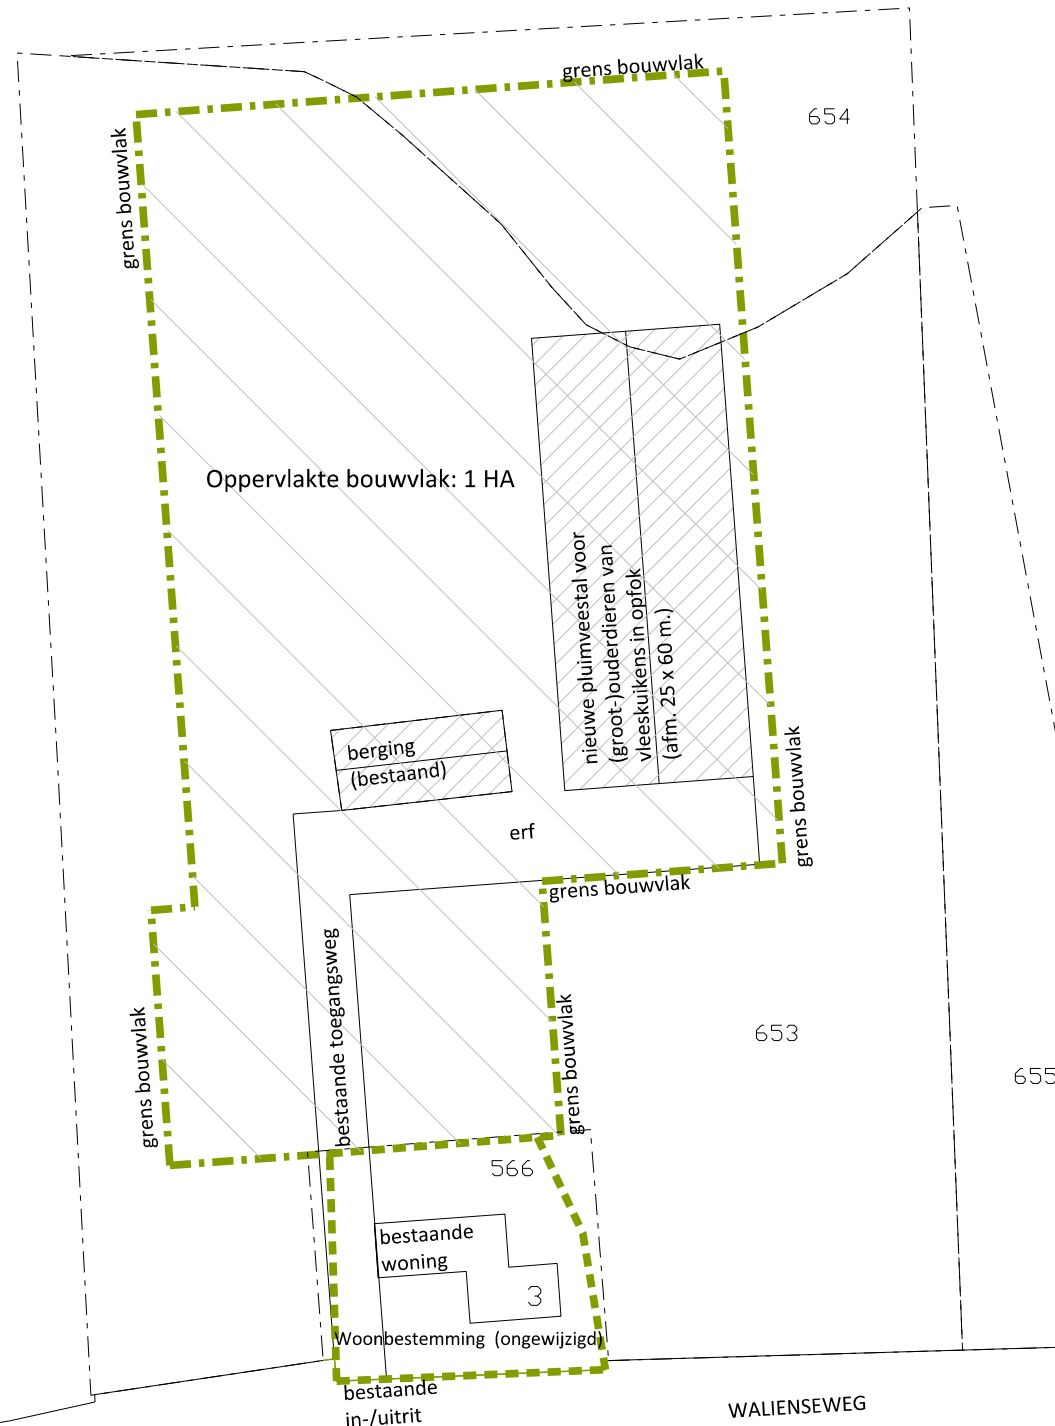 grens bouwvlak
654
grens bouwvlak
Oppervlakte bouwvlak: 1 HA
nieuwe pluimveestal voor
(groot-)ouderdieren van
vleeskuikens in opfok
(afm. 25 x 60 m.)
berging
(bestaand)
erf
grens bouwvlak
grens bouwvlak
bestaande toegangsweg
grens bouwvlak
grens bouwvlak
653
655
566
bestaande
woning
3
Woonbestemming (ongewijzigd)
bestaande
in-/uitrit
WALIENSEWEG